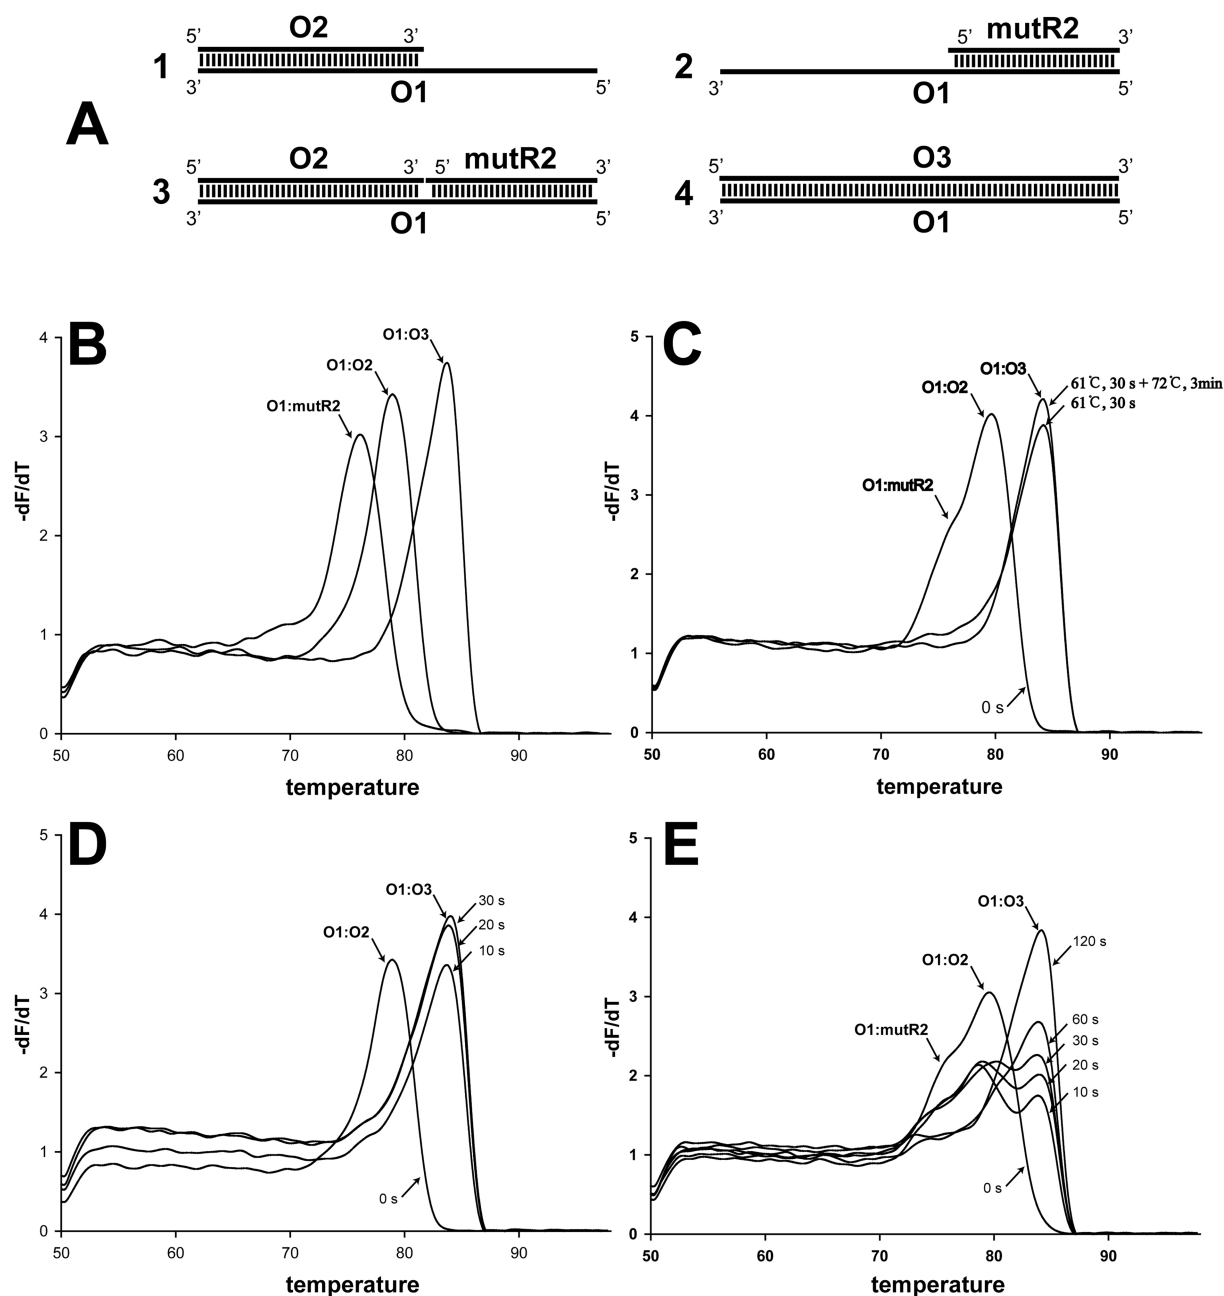 A
1
5’ O2 3’
3’ O1 5’
2
5’ mutR2 3’
3’ O1 5’
3
5’ O2 3’ 5’ mutR2 3’
3’ O1 5’
4
5’ O3 3’
3’ O1 5’
B
4
3
2
1
0
-dF/dT
O1:mutR2
O1:O2
O1:O3
50 60 70 80 90
temperature
C
5
4
3
2
1
0
-dF/dT
O1:O3
O1:O2
O1:mutR2
61℃, 30 s + 72℃, 3min
61℃, 30 s
0 s
50 60 70 80 90
temperature
D
5
4
3
2
1
0
-dF/dT
O1:O3
O1:O2
30 s
20 s
10 s
0 s
50 60 70 80 90
temperature
E
5
4
3
2
1
0
-dF/dT
O1:O3
O1:O2
O1:mutR2
120 s
60 s
30 s
20 s
10 s
0 s
50 60 70 80 90
temperature